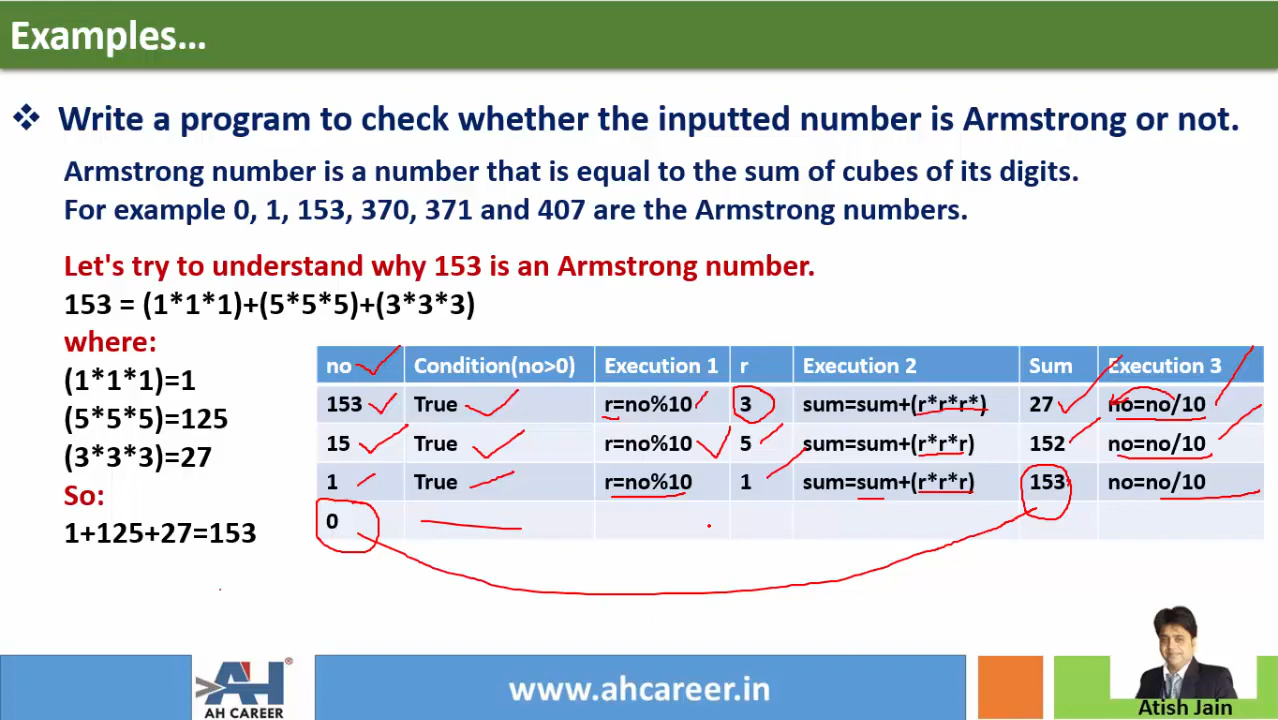 Examples…
❖ Write a program to check whether the inputted number is Armstrong or not.
Armstrong number is a number that is equal to the sum of cubes of its digits.
For example 0, 1, 153, 370, 371 and 407 are the Armstrong numbers.
Let's try to understand why 153 is an Armstrong number.
153 = (1*1*1)+(5*5*5)+(3*3*3)
where:
(1*1*1)=1
(5*5*5)=125
(3*3*3)=27
So:
1+125+27=153
no Condition(no>0) Execution 1 r Execution 2 Sum Execution 3
153 True r=no%10 3 sum=sum+(r*r*r*) 27 no=no/10
15 True r=no%10 5 sum=sum+(r*r*r) 152 no=no/10
1 True r=no%10 1 sum=sum+(r*r*r) 153 no=no/10
0
AH
®
AH CAREER
www.ahcareer.in
Atish Jain